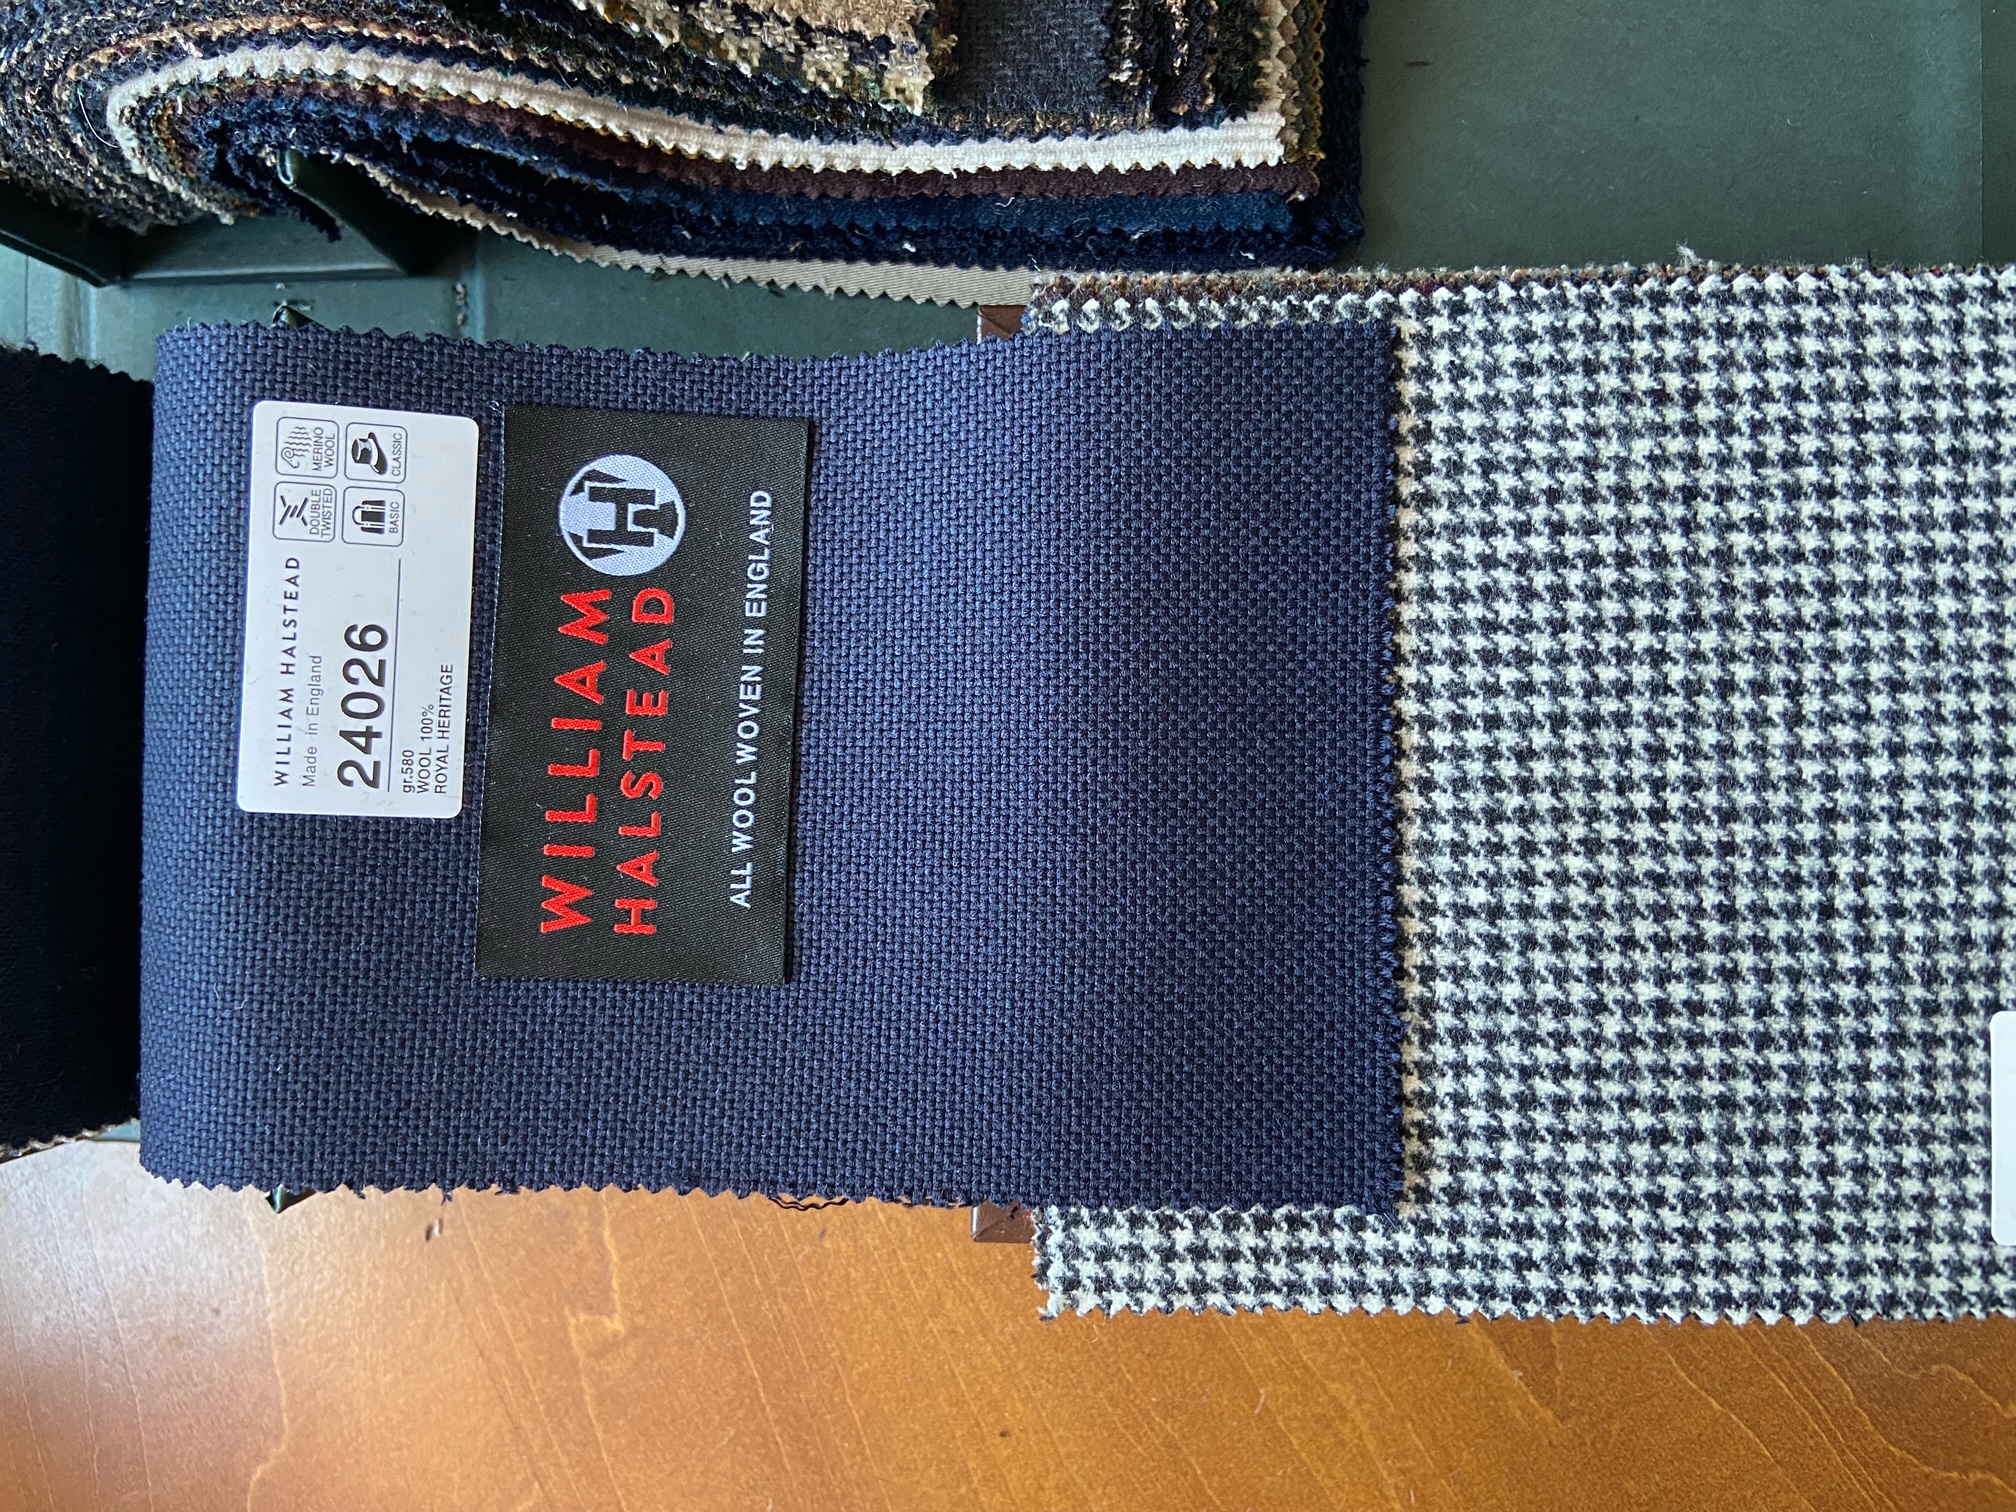 MERINO
WOOL
CLASSIC
DOUBLE
TWISTED
BASIC
WILLIAM HALSTEAD
Made in England
24026
gr.580
WOOL 100%
ROYAL HERITAGE
H
WILLIAM
HALSTEAD
ALL WOOL WOVEN IN ENGLAND